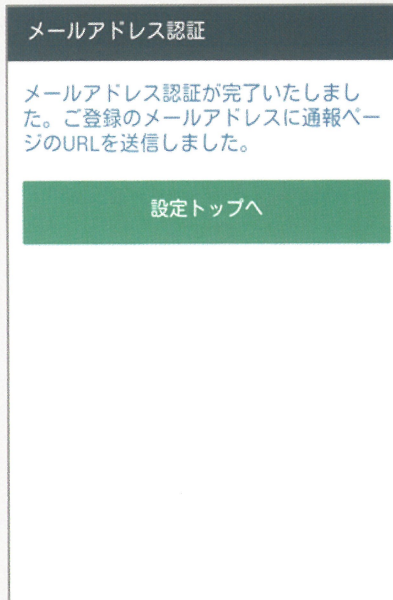 メールアドレス認証
メールアドレス認証が完了いたしまし
た。ご登録のメールアドレスに通報ペー
ジのURLを送信しました。
設定トップへ